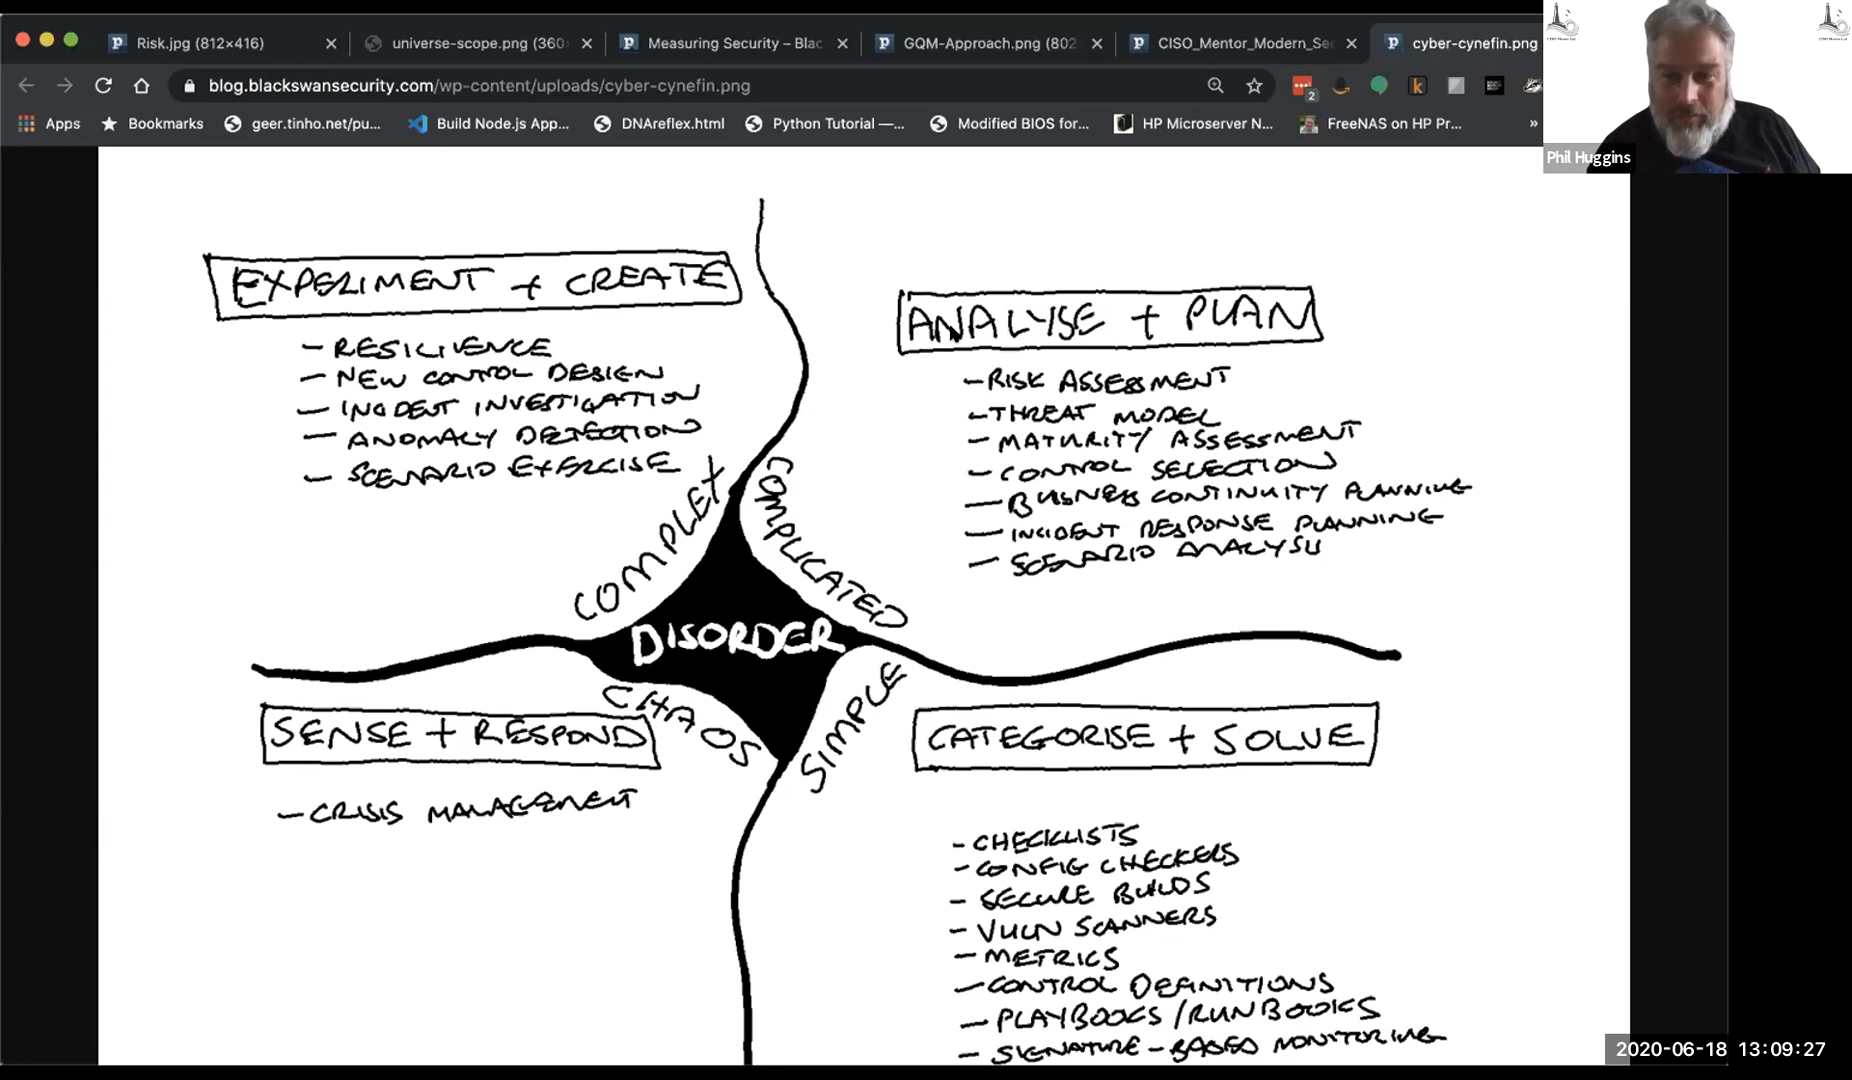 Risk.jpg (812×416)
universe-scope.png (360
Measuring Security – Blac
GQM-Approach.png (802
CISO_Mentor_Modern_Se
cyber-cynefin.png
blog.blackswansecurity.com/wp-content/uploads/cyber-cynefin.png
2
Apps
Bookmarks
geer.tinho.net/pu...
Build Node.js App...
DNAreflex.html
Python Tutorial —...
Modified BIOS for...
HP Microserver N...
FreeNAS on HP Pr...
»
Phil Huggins
EXPERIMENT + CREATE
- RESILIENCE
- NEW CONTROL DESIGN
- INCIDENT INVESTIGATION
- ANOMALY DETECTION
- SCENARIO EXERCISE
ANALYSE + PLAN
- RISK ASSESSMENT
- THREAT MODEL
- MATURITY ASSESSMENT
- CONTROL SELECTION
- BUISNESS CONTINUITY PLANNING
- INCIDENT RESPONSE PLANNING
- SCENARIO ANALYSIS
COMPLEX
COMPLICATED
DISORDER
CHAOS
SIMPLE
SENSE + RESPOND
- CRISIS MANAGEMENT
CATEGORISE + SOLVE
- CHECKLISTS
- CONFIG CHECKERS
- SECURE BUILDS
- VULN SCANNERS
- METRICS
- CONTROL DEFINITIONS
- PLAYBOOKS/RUNBOOKS
- SIGNATURE-BASED MONITORING
2020-06-18 13:09:27